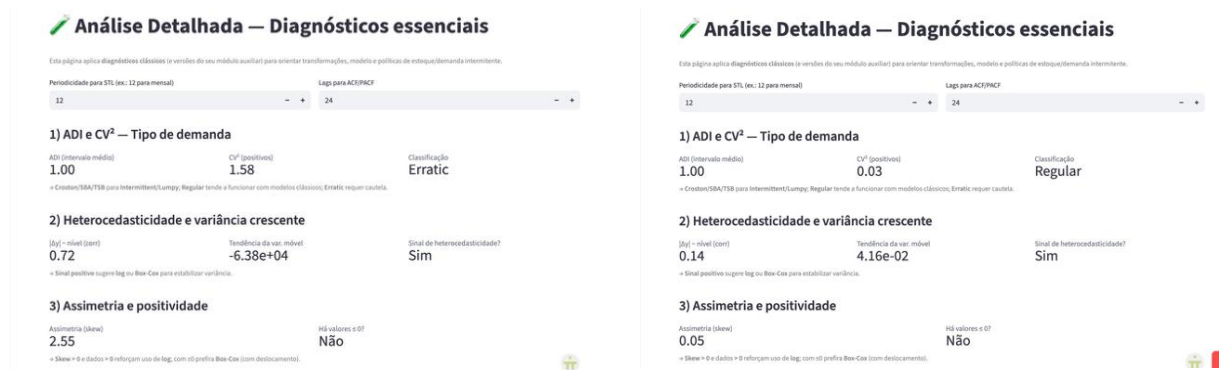 Análise Detalhada — Diagnósticos essenciais
Esta página aplica diagnósticos clássicos (e versões do seu módulo auxiliar) para orientar transformações, modelo e políticas de estoque/demanda intermitente.
Periodicidade para STL (ex.: 12 para mensal) Lags para ACF/PACF
12 − + 24 − +
1) ADI e CV² — Tipo de demanda
ADI (intervalo médio) CV² (positivos) Classificação
1.00 1.58 Erratic
→ Croston/SBA/TSB para Intermittent/Lumpy; Regular tende a funcionar com modelos clássicos; Erratic requer cautela.
2) Heterocedasticidade e variância crescente
|Δy| ~ nível (corr) Tendência da var. móvel Sinal de heterocedasticidade?
0.72 -6.38e+04 Sim
→ Sinal positivo sugere log ou Box-Cox para estabilizar variância.
3) Assimetria e positividade
Assimetria (skew) Há valores ≤ 0?
2.55 Não
→ Skew > 0 e dados > 0 reforçam uso de log; com ≤0 prefira Box-Cox (com deslocamento).
Análise Detalhada — Diagnósticos essenciais
Esta página aplica diagnósticos clássicos (e versões do seu módulo auxiliar) para orientar transformações, modelo e políticas de estoque/demanda intermitente.
Periodicidade para STL (ex.: 12 para mensal) Lags para ACF/PACF
12 − + 24 − +
1) ADI e CV² — Tipo de demanda
ADI (intervalo médio) CV² (positivos) Classificação
1.00 0.03 Regular
→ Croston/SBA/TSB para Intermittent/Lumpy; Regular tende a funcionar com modelos clássicos; Erratic requer cautela.
2) Heterocedasticidade e variância crescente
|Δy| ~ nível (corr) Tendência da var. móvel Sinal de heterocedasticidade?
0.14 4.16e-02 Sim
→ Sinal positivo sugere log ou Box-Cox para estabilizar variância.
3) Assimetria e positividade
Assimetria (skew) Há valores ≤ 0?
0.05 Não
→ Skew > 0 e dados > 0 reforçam uso de log; com ≤0 prefira Box-Cox (com deslocamento).